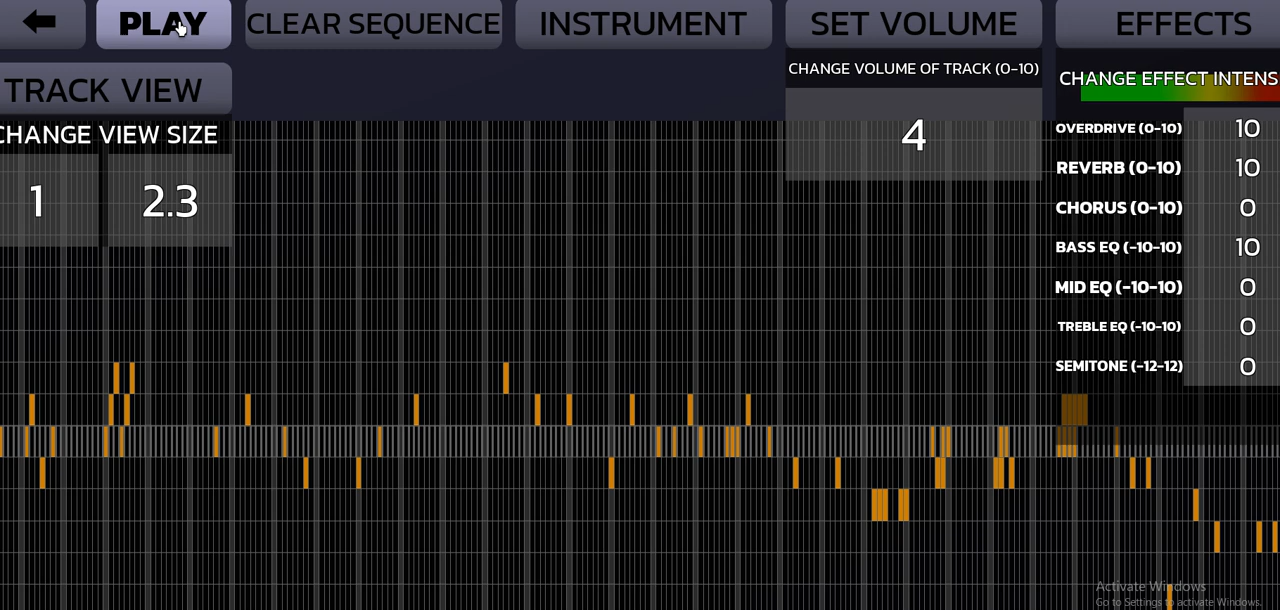 PLAY
CLEAR SEQUENCE
INSTRUMENT
SET VOLUME
EFFECTS
CHANGE VOLUME OF TRACK (0-10)
4
CHANGE EFFECT INTENS
TRACK VIEW
CHANGE VIEW SIZE
1
2.3
OVERDRIVE (0-10) 10
REVERB (0-10) 10
CHORUS (0-10) 0
BASS EQ (-10-10) 10
MID EQ (-10-10) 0
TREBLE EQ (-10-10) 0
SEMITONE (-12-12) 0
Activate Windows
Go to Settings to activate Windows.